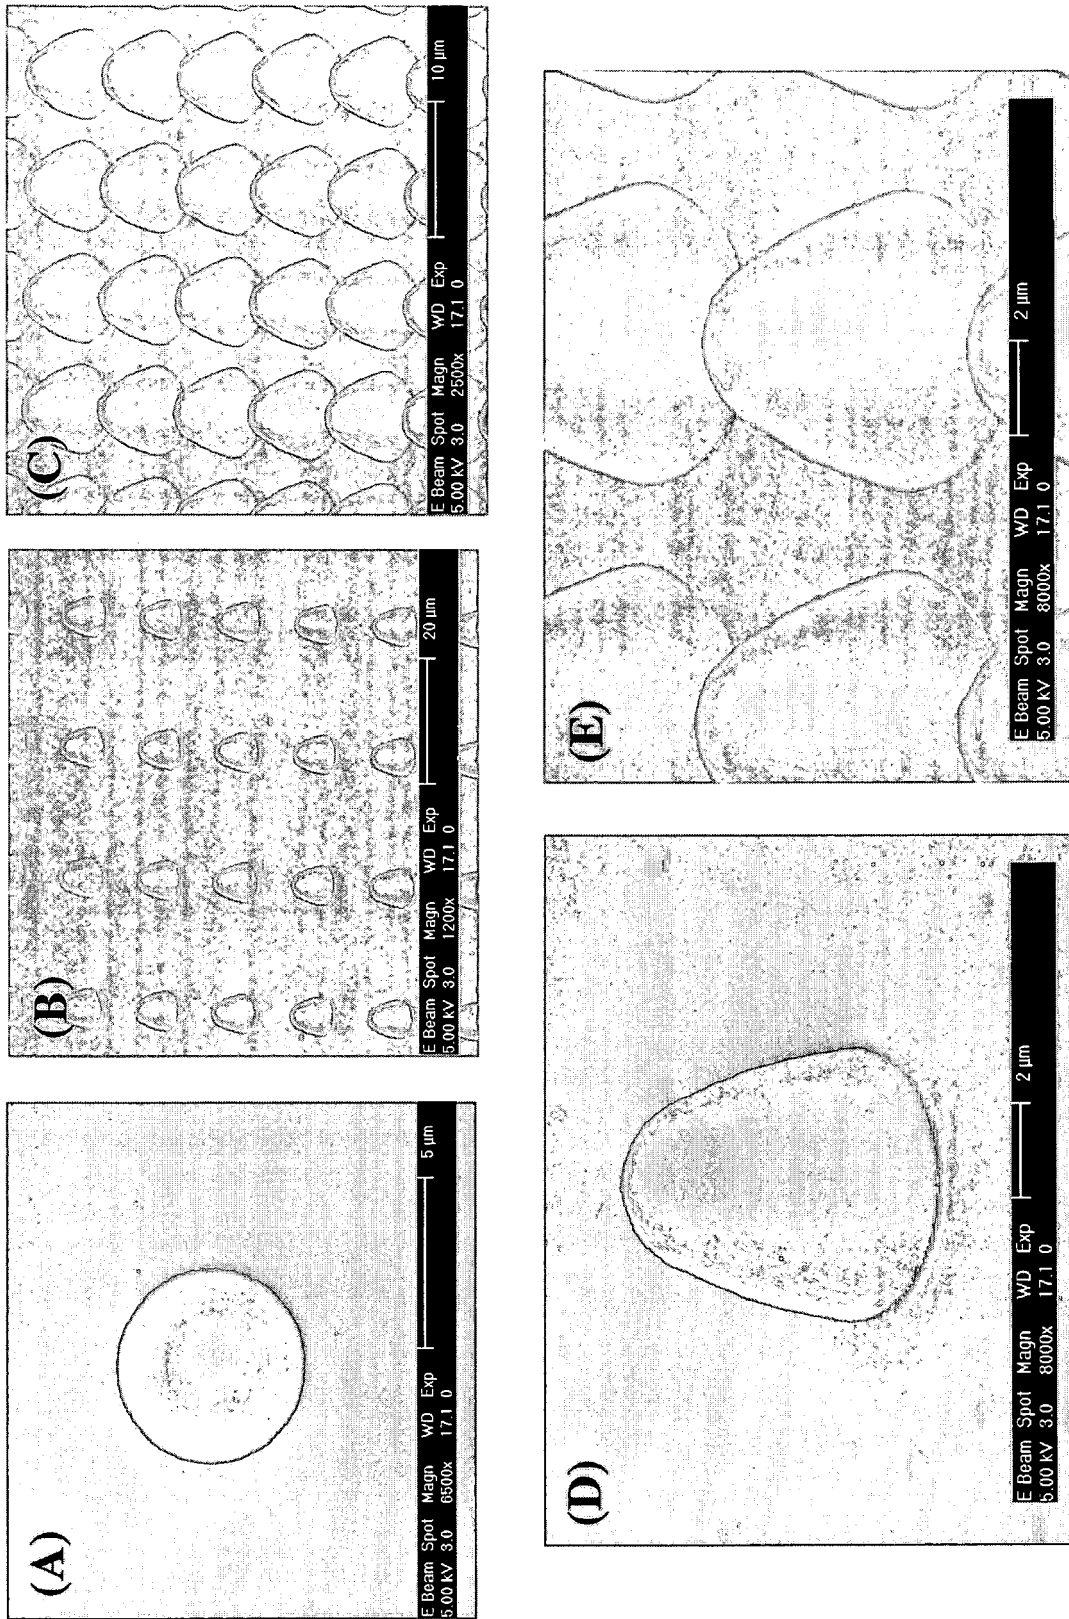 (A)
E Beam Spot Magn WD Exp
5.00 kV 3.0 6500x 17.1 0
5 µm
(B)
E Beam Spot Magn WD Exp
5.00 kV 3.0 1200x 17.1 0
20 µm
(C)
E Beam Spot Magn WD Exp
5.00 kV 3.0 2500x 17.1 0
10 µm
(D)
E Beam Spot Magn WD Exp
5.00 kV 3.0 8000x 17.1 0
2 µm
(E)
E Beam Spot Magn WD Exp
5.00 kV 3.0 8000x 17.1 0
2 µm